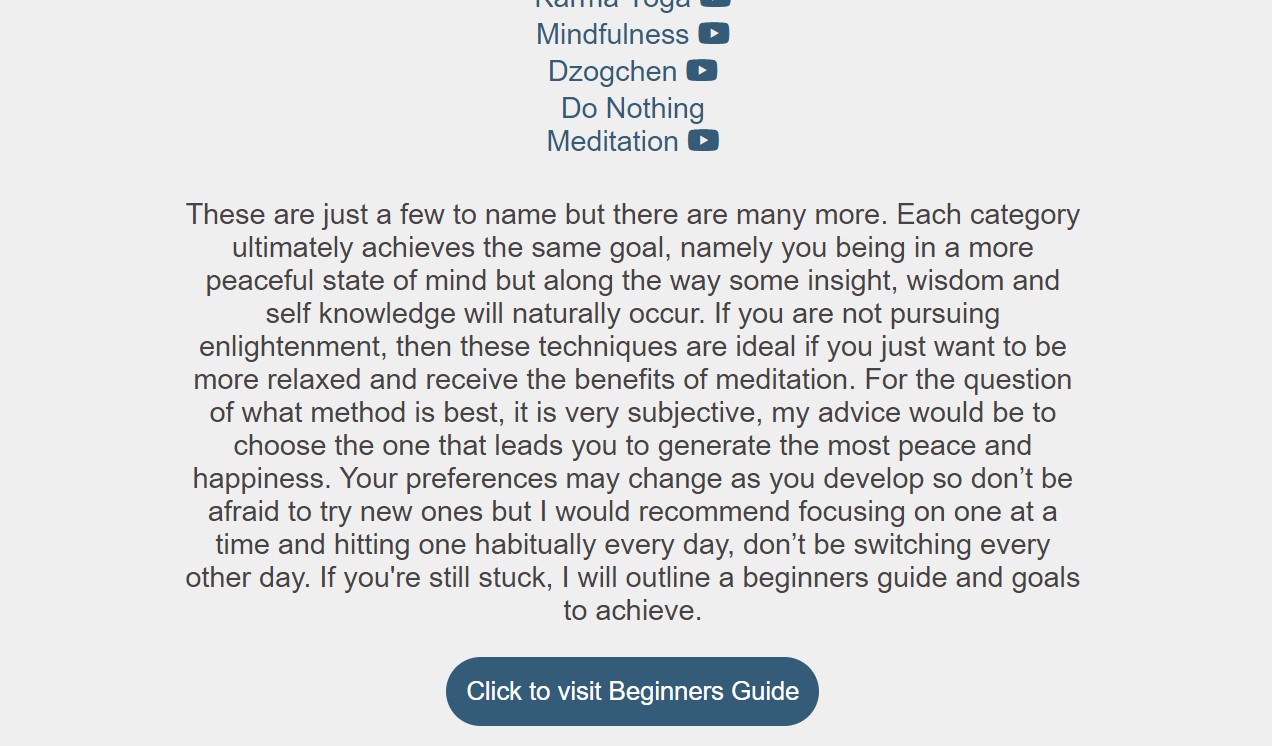 Karma Yoga
Mindfulness
Dzogchen
Do Nothing
Meditation
These are just a few to name but there are many more. Each category
ultimately achieves the same goal, namely you being in a more
peaceful state of mind but along the way some insight, wisdom and
self knowledge will naturally occur. If you are not pursuing
enlightenment, then these techniques are ideal if you just want to be
more relaxed and receive the benefits of meditation. For the question
of what method is best, it is very subjective, my advice would be to
choose the one that leads you to generate the most peace and
happiness. Your preferences may change as you develop so don’t be
afraid to try new ones but I would recommend focusing on one at a
time and hitting one habitually every day, don’t be switching every
other day. If you're still stuck, I will outline a beginners guide and goals
to achieve.
Click to visit Beginners Guide